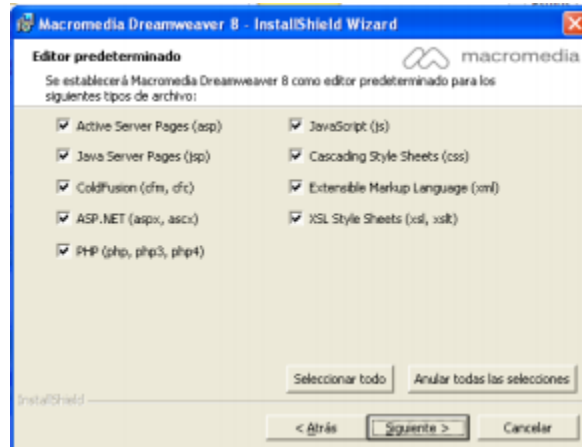 Macromedia Dreamweaver 8 - InstallShield Wizard
Editor predeterminado
macromedia
Se establecerá Macromedia Dreamweaver 8 como editor predeterminado para los
siguientes tipos de archivo:
Active Server Pages (asp)
JavaScript (js)
Java Server Pages (jsp)
Cascading Style Sheets (css)
ColdFusion (cfm, cfc)
Extensible Markup Language (xml)
ASP.NET (aspx, ascx)
XSL Style Sheets (xsl, xslt)
PHP (php, php3, php4)
Seleccionar todo
Anular todas las selecciones
InstallShield
< Atrás
Siguiente >
Cancelar